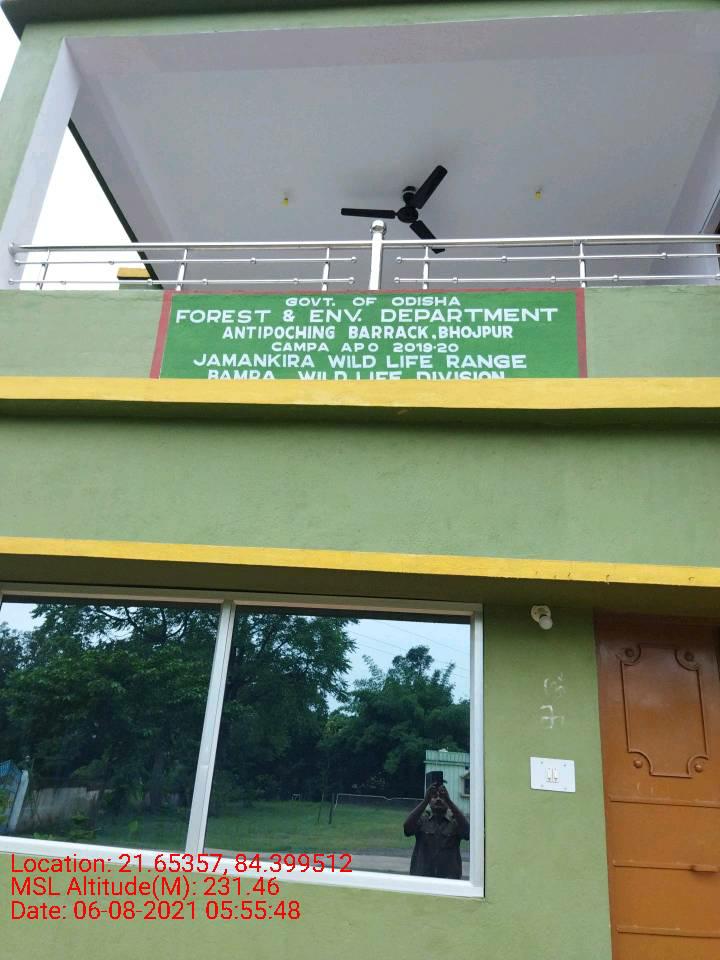 GOVT. OF ODISHA
FOREST & ENV. DEPARTMENT
ANTIPOCHING BARRACK.BHOJPUR
CAMPA APO 2019-20
JAMANKIRA WILD LIFE RANGE
BAMRA WILD LIFE DIVISION
Location: 21.65357, 84.399512
MSL Altitude(M): 231.46
Date: 06-08-2021 05:55:48